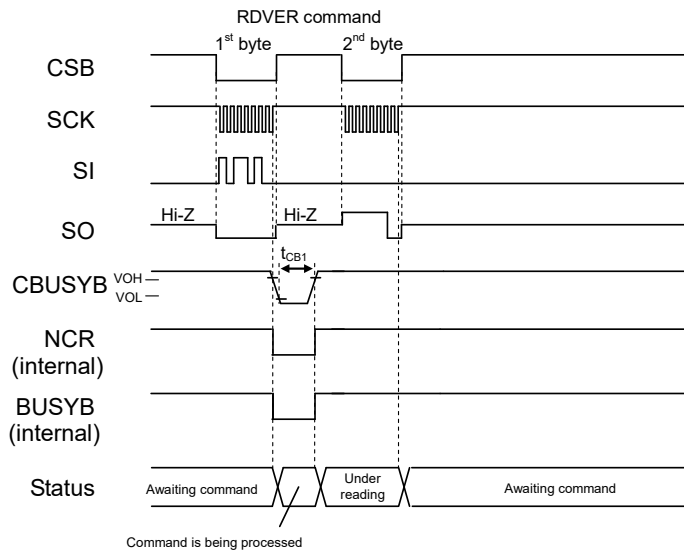 RDVER command
1st byte
2nd byte
CSB
SCK
SI
SO
Hi-Z
Hi-Z
tCB1
CBUSYB
VOH
VOL
NCR
(internal)
BUSYB
(internal)
Status
Awaiting command
Under
reading
Awaiting command
Command is being processed